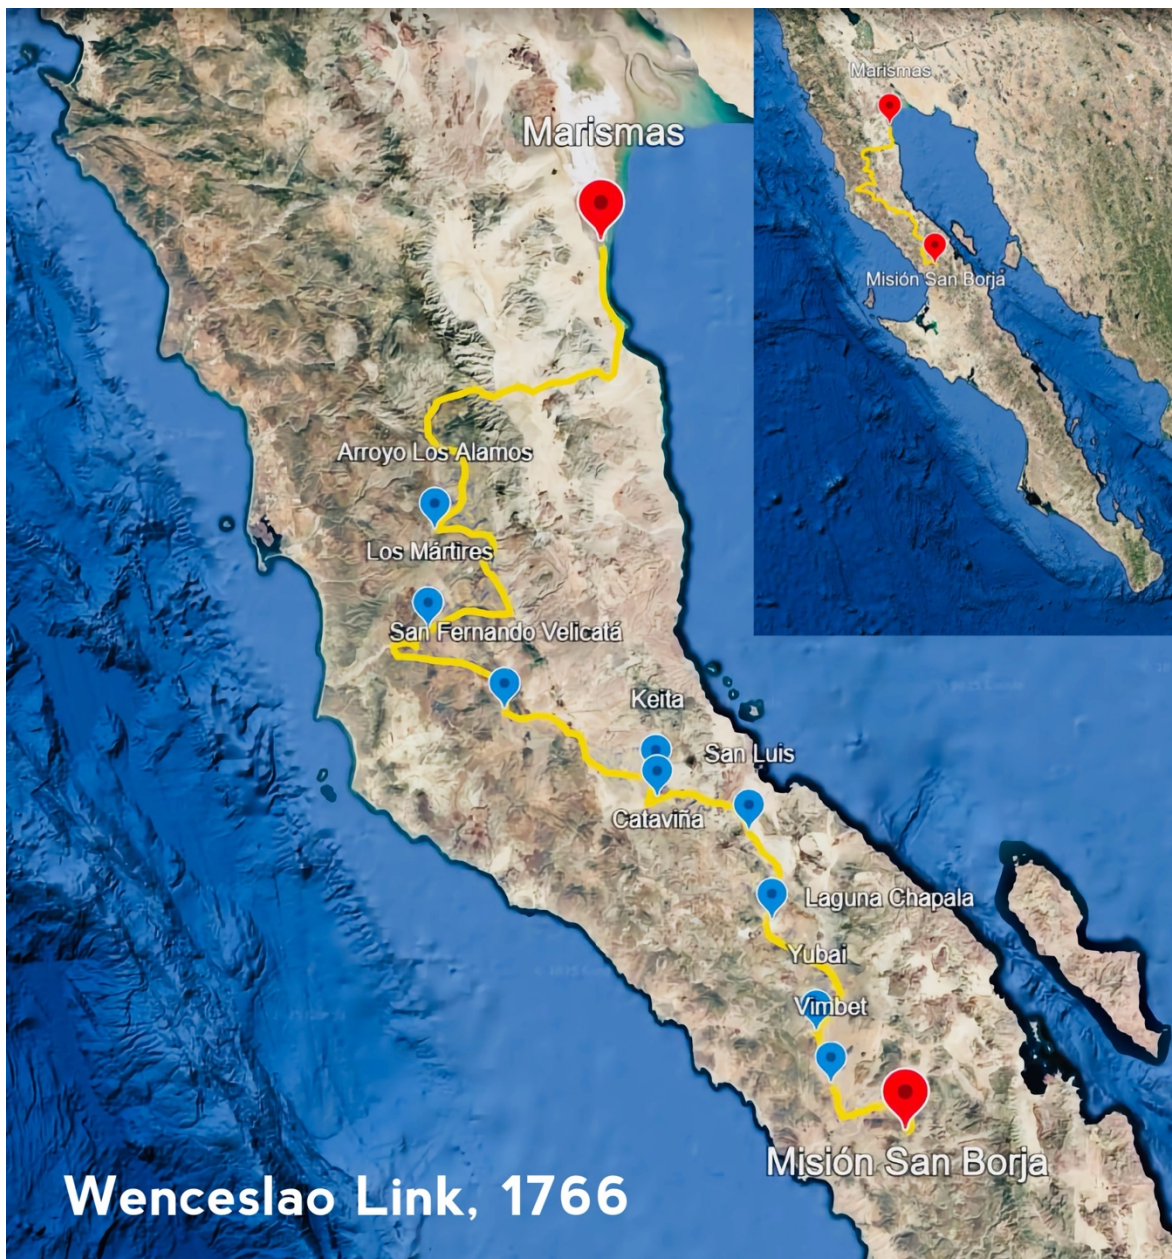 Marismas
Arroyo Los Alamos
Los Mártires
San Fernando Velicatá
Keita
San Luis
Cataviña
Laguna Chapala
Yubai
Vimbet
Misión San Borja
Wenceslao Link, 1766
Marismas
Misión San Borja